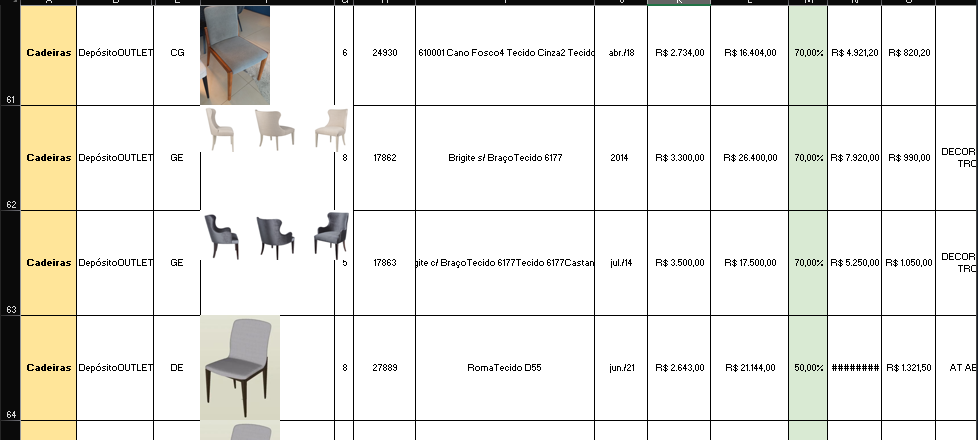 61 Cadeiras DepósitoOUTLET CG 6 24930 610001 Cano Fosco4 Tecido Cinza2 Tecido abr./18 R$ 2.734,00 R$ 16.404,00 70,00% R$ 4.921,20 R$ 820,20
62 Cadeiras DepósitoOUTLET GE 8 17862 Brigite s/ BraçoTecido 6177 2014 R$ 3.300,00 R$ 26.400,00 70,00% R$ 7.920,00 R$ 990,00 DECOR
TRO
63 Cadeiras DepósitoOUTLET GE 5 17863 gite c/ BraçoTecido 6177Tecido 6177Castan jul./14 R$ 3.500,00 R$ 17.500,00 70,00% R$ 5.250,00 R$ 1.050,00 DECOR
TRO
64 Cadeiras DepósitoOUTLET DE 8 27889 RomaTecido D55 jun./21 R$ 2.643,00 R$ 21.144,00 50,00% ######## R$ 1.321,50 AT AE